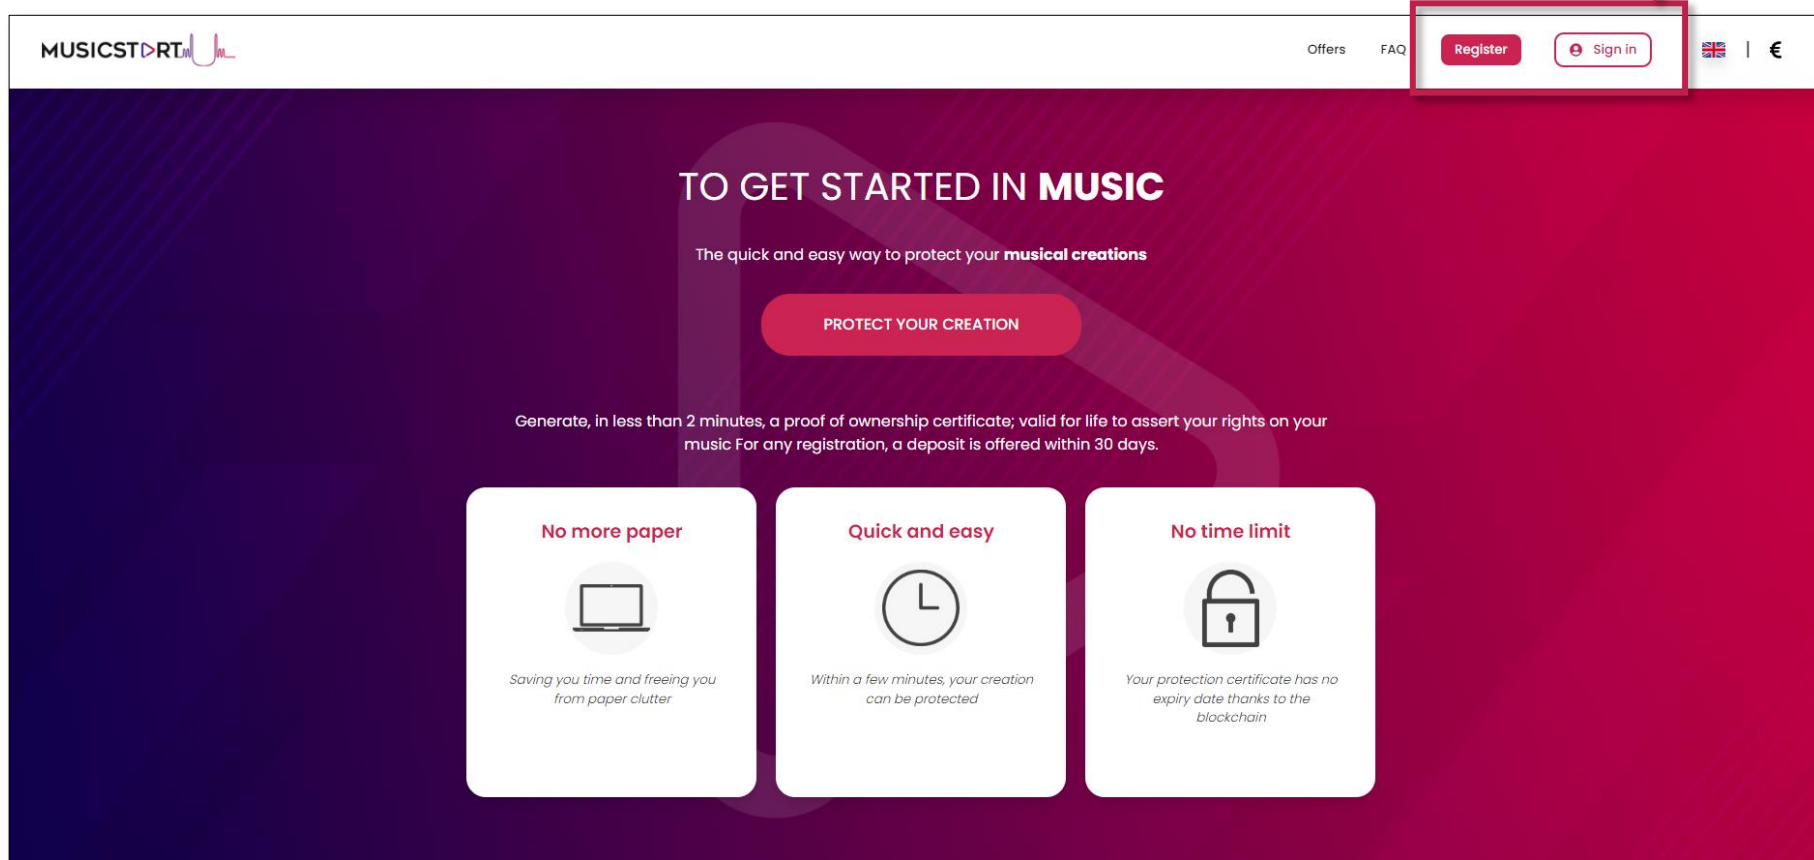 MUSICSTART
Offers
FAQ
Register
Sign in
€
TO GET STARTED IN MUSIC
The quick and easy way to protect your musical creations
PROTECT YOUR CREATION
Generate, in less than 2 minutes, a proof of ownership certificate; valid for life to assert your rights on your
music For any registration, a deposit is offered within 30 days.
No more paper
Saving you time and freeing you
from paper clutter
Quick and easy
Within a few minutes, your creation
can be protected
No time limit
Your protection certificate has no
expiry date thanks to the
blockchain